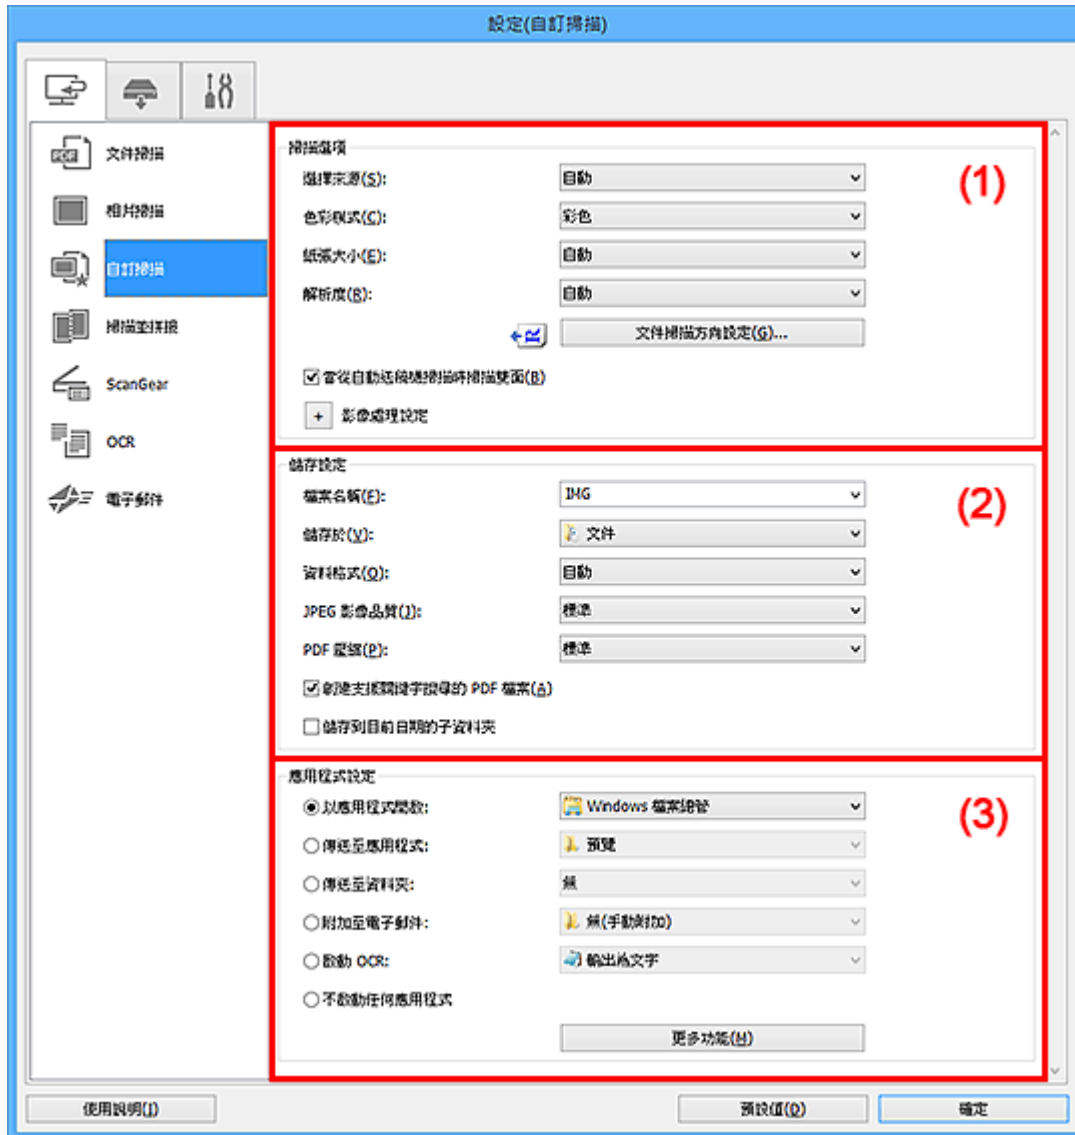 設定(自訂掃描)
文件掃描
相片掃描
自訂掃描
掃描並拼接
ScanGear
OCR
電子郵件
掃描選項
(1)
選擇來源(S): 自動
色彩模式(C): 彩色
紙張大小(E): 自動
解析度(R): 自動
文件掃描方向設定(G)...
當從自動送稿機掃描時掃描雙面(B)
+ 影像處理設定
儲存設定
(2)
檔案名稱(F): IMG
儲存於(V): 文件
資料格式(O): 自動
JPEG 影像品質(J): 標準
PDF 壓縮(P): 標準
創建支援關鍵字搜尋的 PDF 檔案(A)
儲存到目前日期的子資料夾
應用程式設定
(3)
以應用程式開啟: Windows 檔案總管
傳送至應用程式: 預覽
傳送至資料夾: 無
附加至電子郵件: 無(手動附加)
啟動 OCR: 輸出為文字
不啟動任何應用程式
更多功能(M)
使用說明(I) 預設值(D) 確定